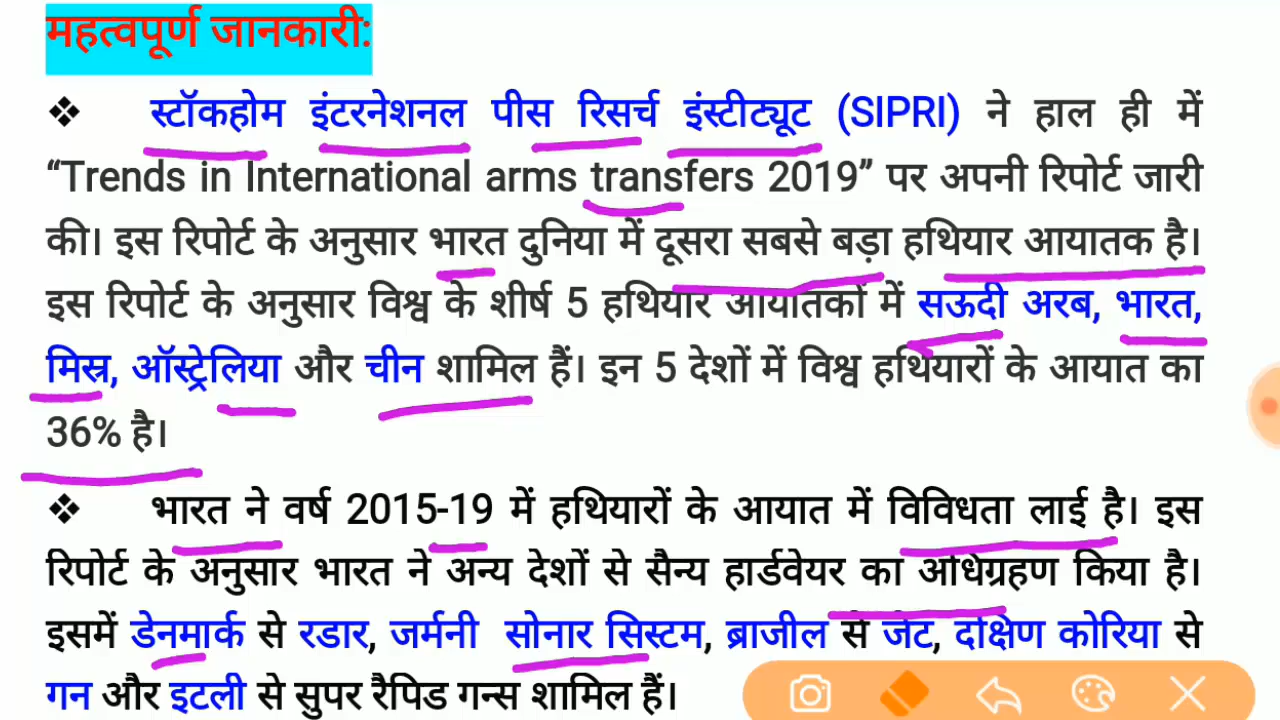 महत्वपूर्ण जानकारी:
❖ स्टॉकहोम इंटरनेशनल पीस रिसर्च इंस्टीट्यूट (SIPRI) ने हाल ही में
“Trends in International arms transfers 2019” पर अपनी रिपोर्ट जारी
की। इस रिपोर्ट के अनुसार भारत दुनिया में दूसरा सबसे बड़ा हथियार आयातक है।
इस रिपोर्ट के अनुसार विश्व के शीर्ष 5 हथियार आयातकों में सऊदी अरब, भारत,
मिस्र, ऑस्ट्रेलिया और चीन शामिल हैं। इन 5 देशों में विश्व हथियारों के आयात का
36% है।
❖ भारत ने वर्ष 2015-19 में हथियारों के आयात में विविधता लाई है। इस
रिपोर्ट के अनुसार भारत ने अन्य देशों से सैन्य हार्डवेयर का अधिग्रहण किया है।
इसमें डेनमार्क से रडार, जर्मनी सोनार सिस्टम, ब्राजील से जेट, दक्षिण कोरिया से
गन और इटली से सुपर रैपिड गन्स शामिल हैं।